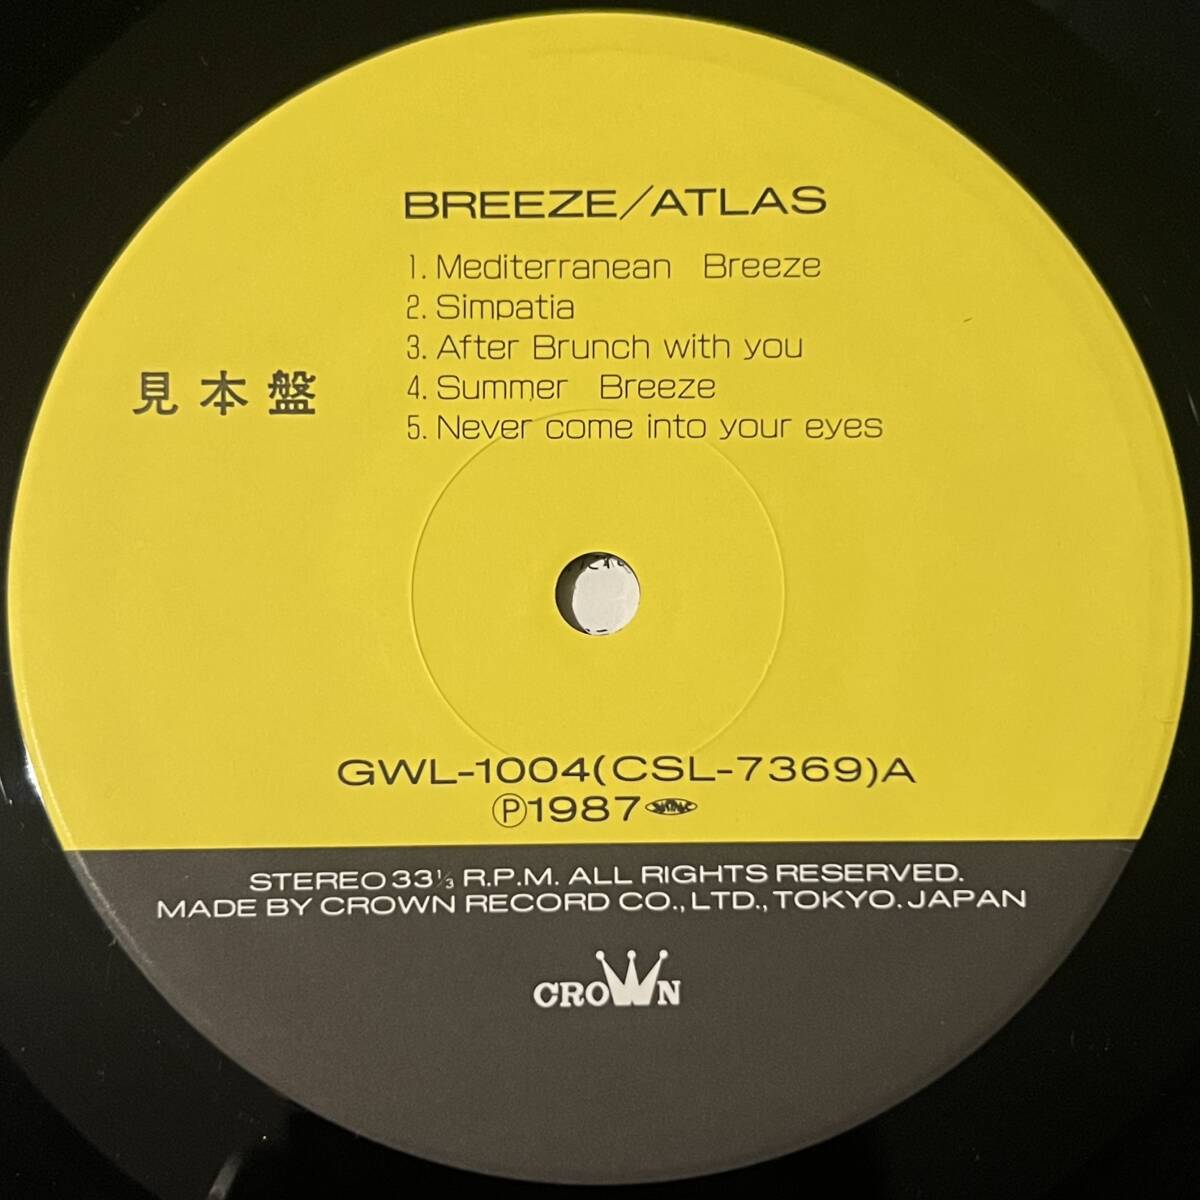 BREEZE/ATLAS
1. Mediterranean Breeze
2. Simpatia
3. After Brunch with you
4. Summer Breeze
5. Never come into your eyes
見本盤
GWL-1004(CSL-7369)A
Ⓟ1987
STEREO 33⅓ R.P.M. ALL RIGHTS RESERVED.
MADE BY CROWN RECORD CO., LTD., TOKYO. JAPAN
CROWN